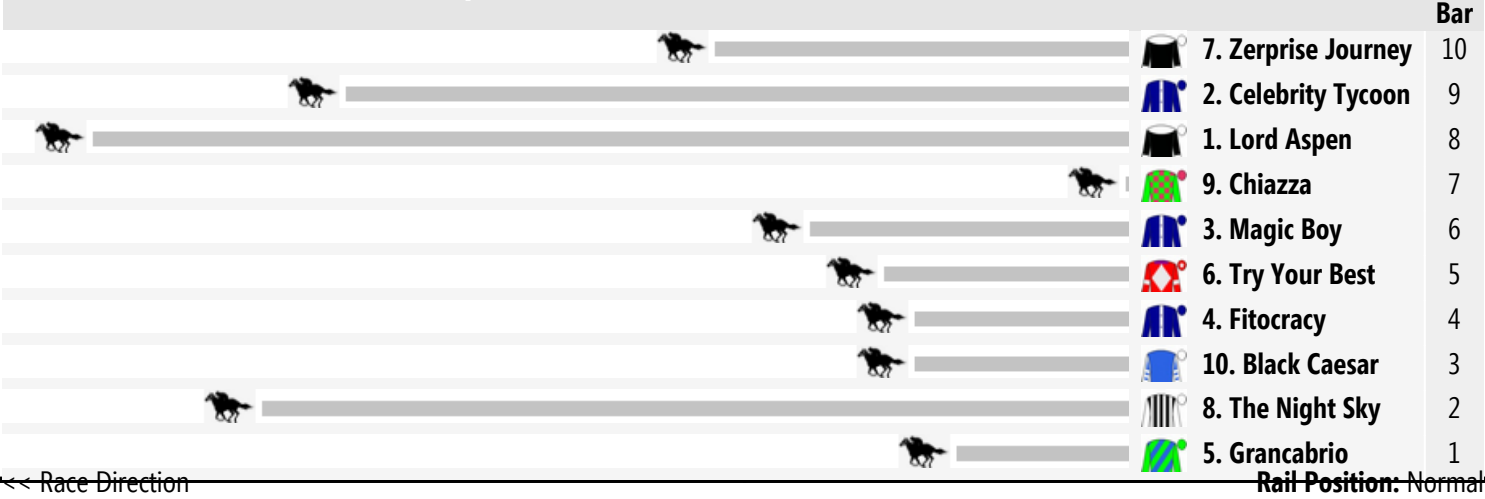 Bar
7. Zerprise Journey 10
2. Celebrity Tycoon 9
1. Lord Aspen 8
9. Chiazza 7
3. Magic Boy 6
6. Try Your Best 5
4. Fitocracy 4
10. Black Caesar 3
8. The Night Sky 2
5. Grancabrio 1
<< Race Direction Rail Position: Normal